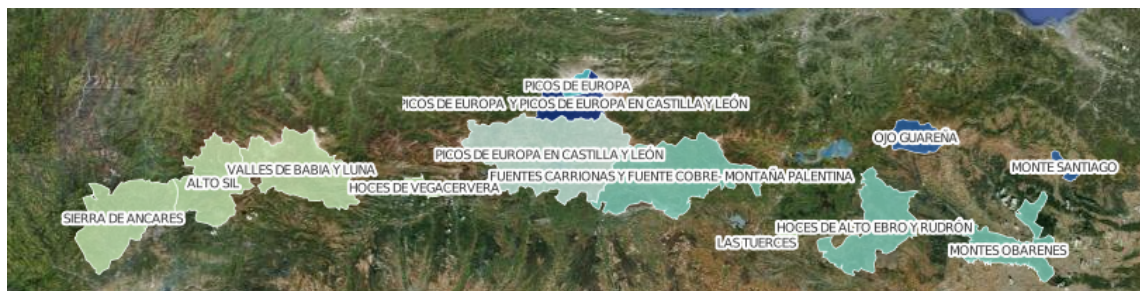 PICOS DE EUROPA
PICOS DE EUROPA Y PICOS DE EUROPA EN CASTILLA Y LEÓN
OJO GUAREÑA
PICOS DE EUROPA EN CASTILLA Y LEÓN
MONTE SANTIAGO
VALLES DE BABIA Y LUNA
FUENTES CARRIONAS Y FUENTE COBRE- MONTAÑA PALENTINA
ALTO SIL
HOCES DE VEGACERVERA
SIERRA DE ANCARES
HOCES DE ALTO EBRO Y RUDRÓN
LAS TUERCES
MONTES OBARENES